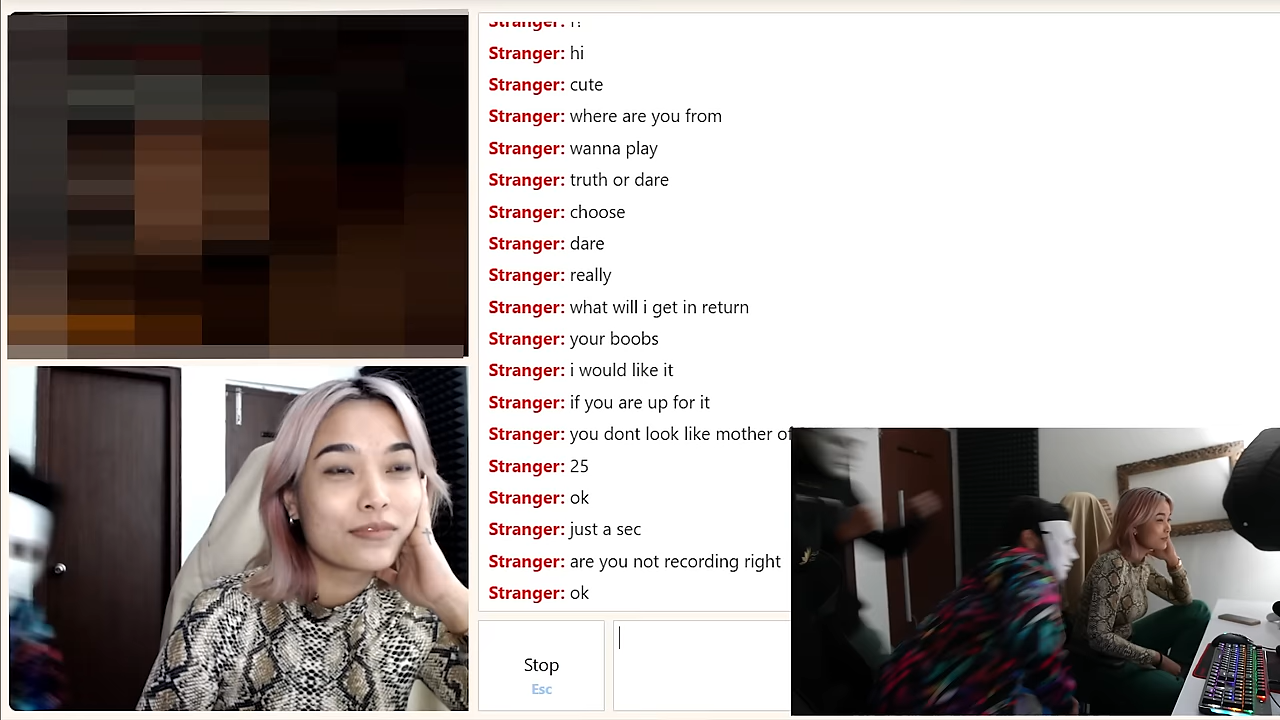 Stranger: hi
Stranger: cute
Stranger: where are you from
Stranger: wanna play
Stranger: truth or dare
Stranger: choose
Stranger: dare
Stranger: really
Stranger: what will i get in return
Stranger: your boobs
Stranger: i would like it
Stranger: if you are up for it
Stranger: you dont look like mother of
Stranger: 25
Stranger: ok
Stranger: just a sec
Stranger: are you not recording right
Stranger: ok
Stop
Esc